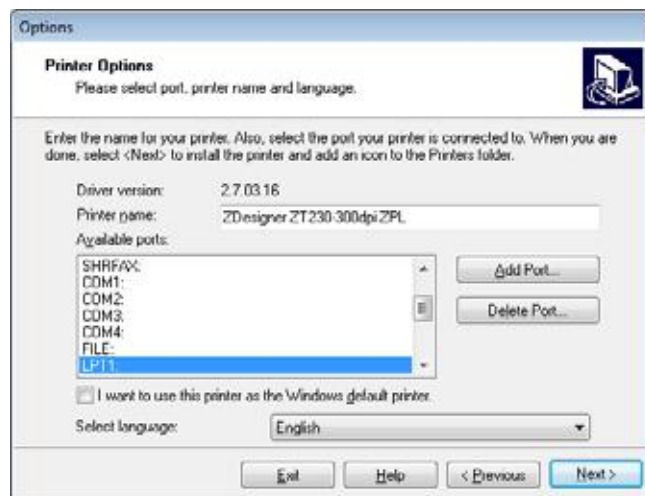 Options
Printer Options
Please select port, printer name and language.
Enter the name for your printer. Also, select the port your printer is connected to. When you are
done, select <Next> to install the printer and add an icon to the Printers folder.
Driver version: 2.7.03.16
Printer name: ZDesigner ZT230-300dpi ZPL
Available ports:
SHRFAX:
COM1:
COM2:
COM3:
COM4:
FILE:
LPT1:
Add Port...
Delete Port...
I want to use this printer as the Windows default printer.
Select language: English
Exit Help < Previous Next >